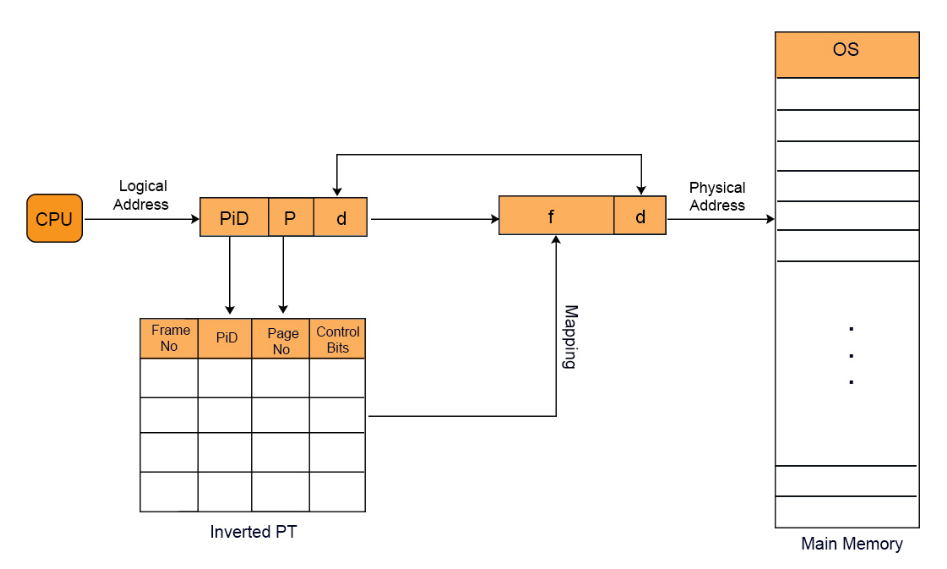 OS
Logical
Address
Physical
Address
CPU
PiD P d
f d
Frame
No
PiD
Page
No
Control
Bits
Mapping
Inverted PT
Main Memory